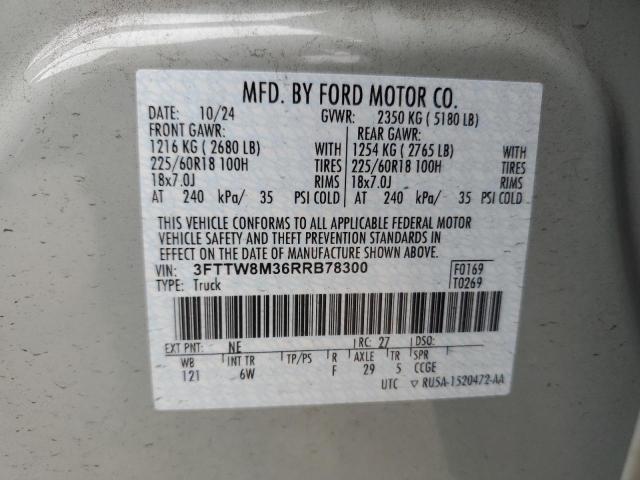 MFD. BY FORD MOTOR CO.
DATE: 10/24 GVWR: 2350 KG ( 5180 LB)
FRONT GAWR: REAR GAWR:
1216 KG ( 2680 LB) WITH 1254 KG ( 2765 LB) WITH
225/60R18 100H TIRES 225/60R18 100H TIRES
18x7.0J RIMS 18x7.0J RIMS
AT 240 kPa/ 35 PSI COLD AT 240 kPa/ 35 PSI COLD
THIS VEHICLE CONFORMS TO ALL APPLICABLE FEDERAL MOTOR
VEHICLE SAFETY AND THEFT PREVENTION STANDARDS IN
EFFECT ON THE DATE OF MANUFACTURE SHOWN ABOVE.
VIN: 3FTTW8M36RRB78300 F0169
TYPE: Truck T0269
EXT PNT: NE RC: 27 DSO:
WB INT TR TP/PS R AXLE TR SPR
121 6W F 29 5 CCGE
UTC ▽ RU5A-1520472-AA